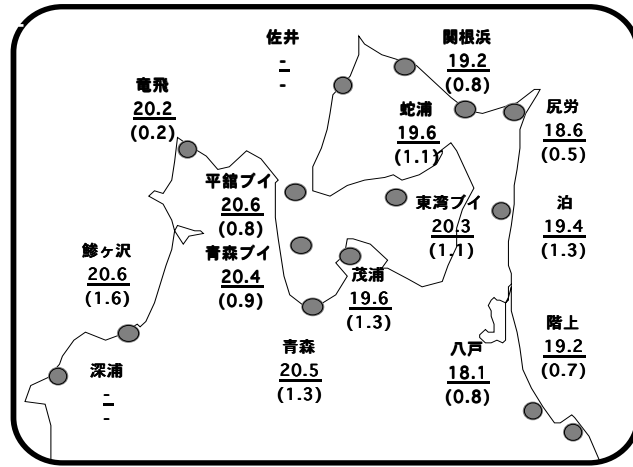 佐井
-
-
関根浜
19.2
(0.8)
竜飛
20.2
(0.2)
蛇浦
19.6
(1.1)
尻労
18.6
(0.5)
平舘ブイ
20.6
(0.8)
東湾ブイ
20.3
(1.1)
泊
19.4
(1.3)
鰺ヶ沢
20.6
(1.6)
青森ブイ
20.4
(0.9)
茂浦
19.6
(1.3)
階上
19.2
(0.7)
深浦
-
-
青森
20.5
(1.3)
八戸
18.1
(0.8)